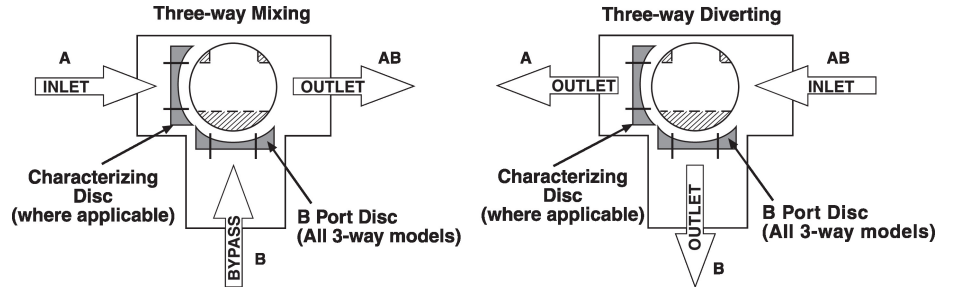 Three-way Mixing
A
INLET
AB
OUTLET
Characterizing
Disc
(where applicable)
BYPASS
B
B Port Disc
(All 3-way models)
Three-way Diverting
A
OUTLET
AB
INLET
Characterizing
Disc
(where applicable)
OUTLET
B
B Port Disc
(All 3-way models)